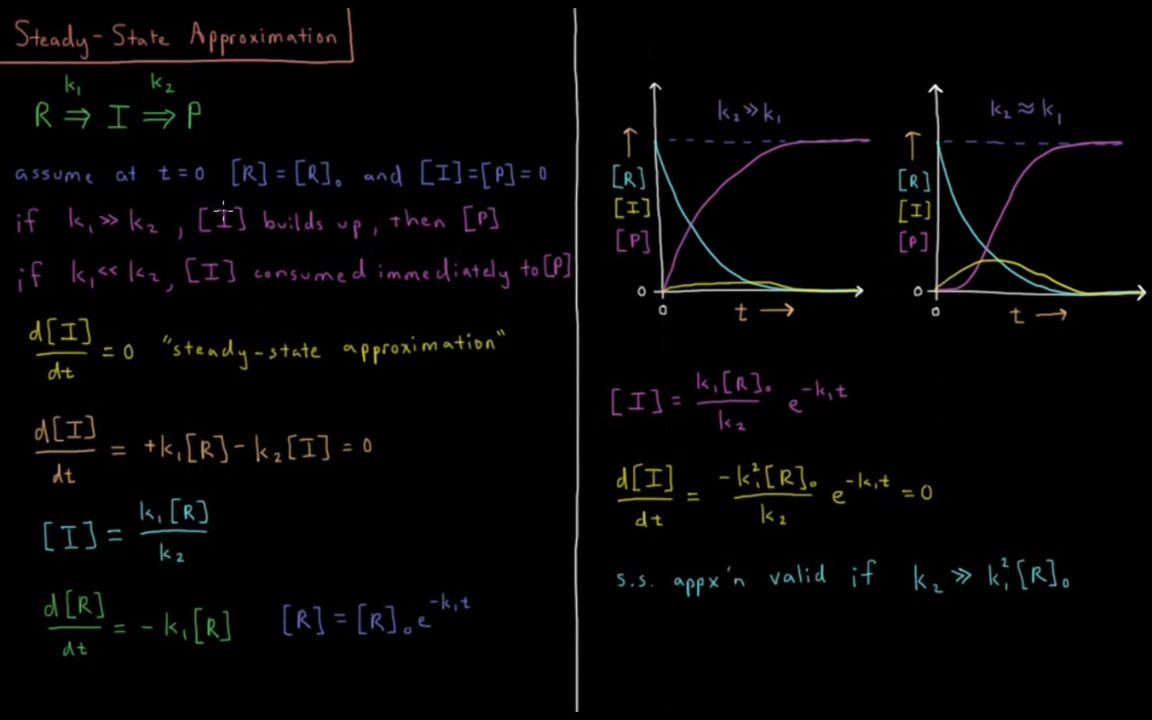 Steady-State Approximation
k₁ k₂
R ⇒ I ⇒ P
assume at t=0 [R]=[R]₀ and [I]=[P]=0
if k₁ >> k₂, [I] builds up, then [P]
if k₁ << k₂, [I] consumed immediately to [P]
d[I]/dt = 0 "steady-state approximation"
d[I]/dt = +k₁[R] - k₂[I] = 0
[I] = k₁[R]/k₂
d[R]/dt = -k₁[R] [R] = [R]₀e^(-k₁t)
k₂ >> k₁
↑
[R]
[I]
[P]
0
0
t →
k₂ ≈ k₁
↑
[R]
[I]
[P]
0
0
t →
[I] = k₁[R]₀/k₂ e^(-k₁t)
d[I]/dt = -k₁²[R]₀/k₂ e^(-k₁t) = 0
s.s. appx'n valid if k₂ >> k₁²[R]₀